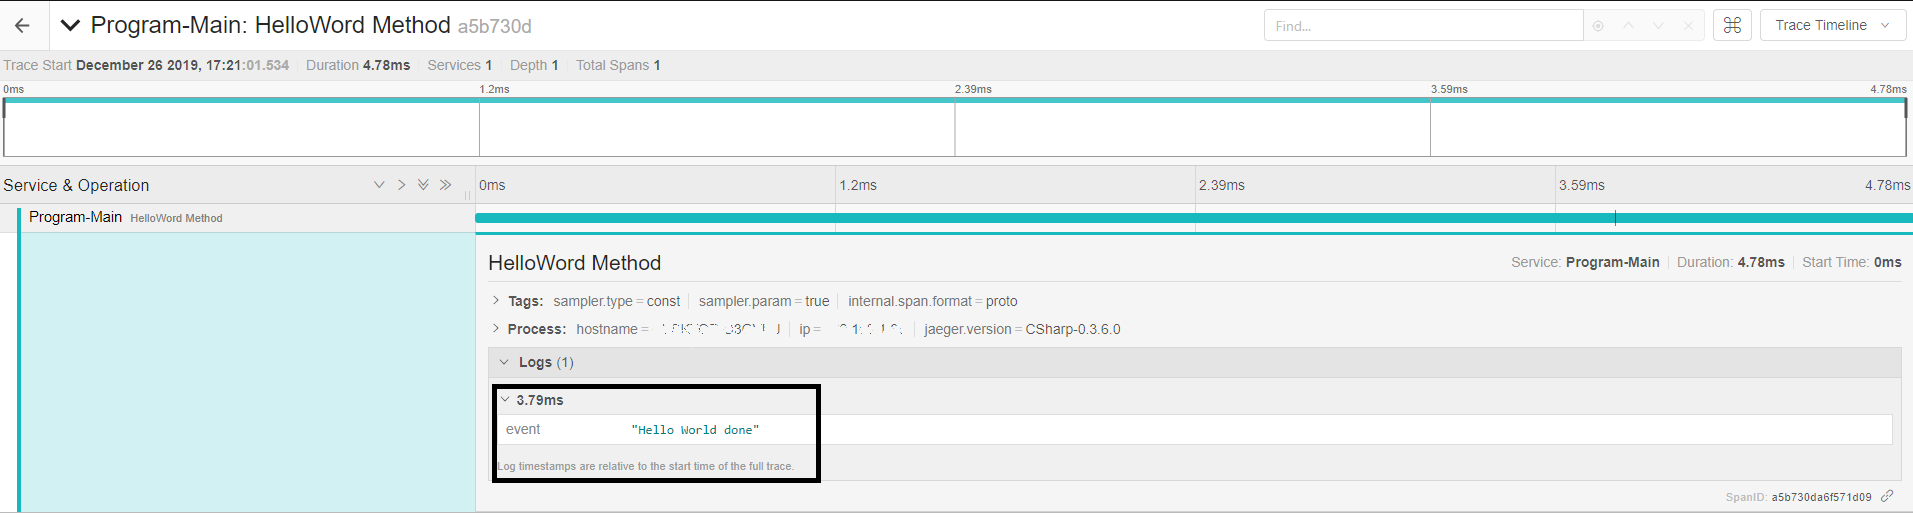 Program-Main: HelloWord Method a5b730d
Find...
Trace Timeline
Trace Start December 26 2019, 17:21:01.534 Duration 4.78ms Services 1 Depth 1 Total Spans 1
0ms 1.2ms 2.39ms 3.59ms 4.78ms
Service & Operation 0ms 1.2ms 2.39ms 3.59ms 4.78ms
Program-Main HelloWord Method
HelloWord Method Service: Program-Main Duration: 4.78ms Start Time: 0ms
Tags: sampler.type = const sampler.param = true internal.span.format = proto
Process: hostname = ip = jaeger.version = CSharp-0.3.6.0
Logs (1)
3.79ms
event "Hello World done"
Log timestamps are relative to the start time of the full trace.
SpanID: a5b730da6f571d09